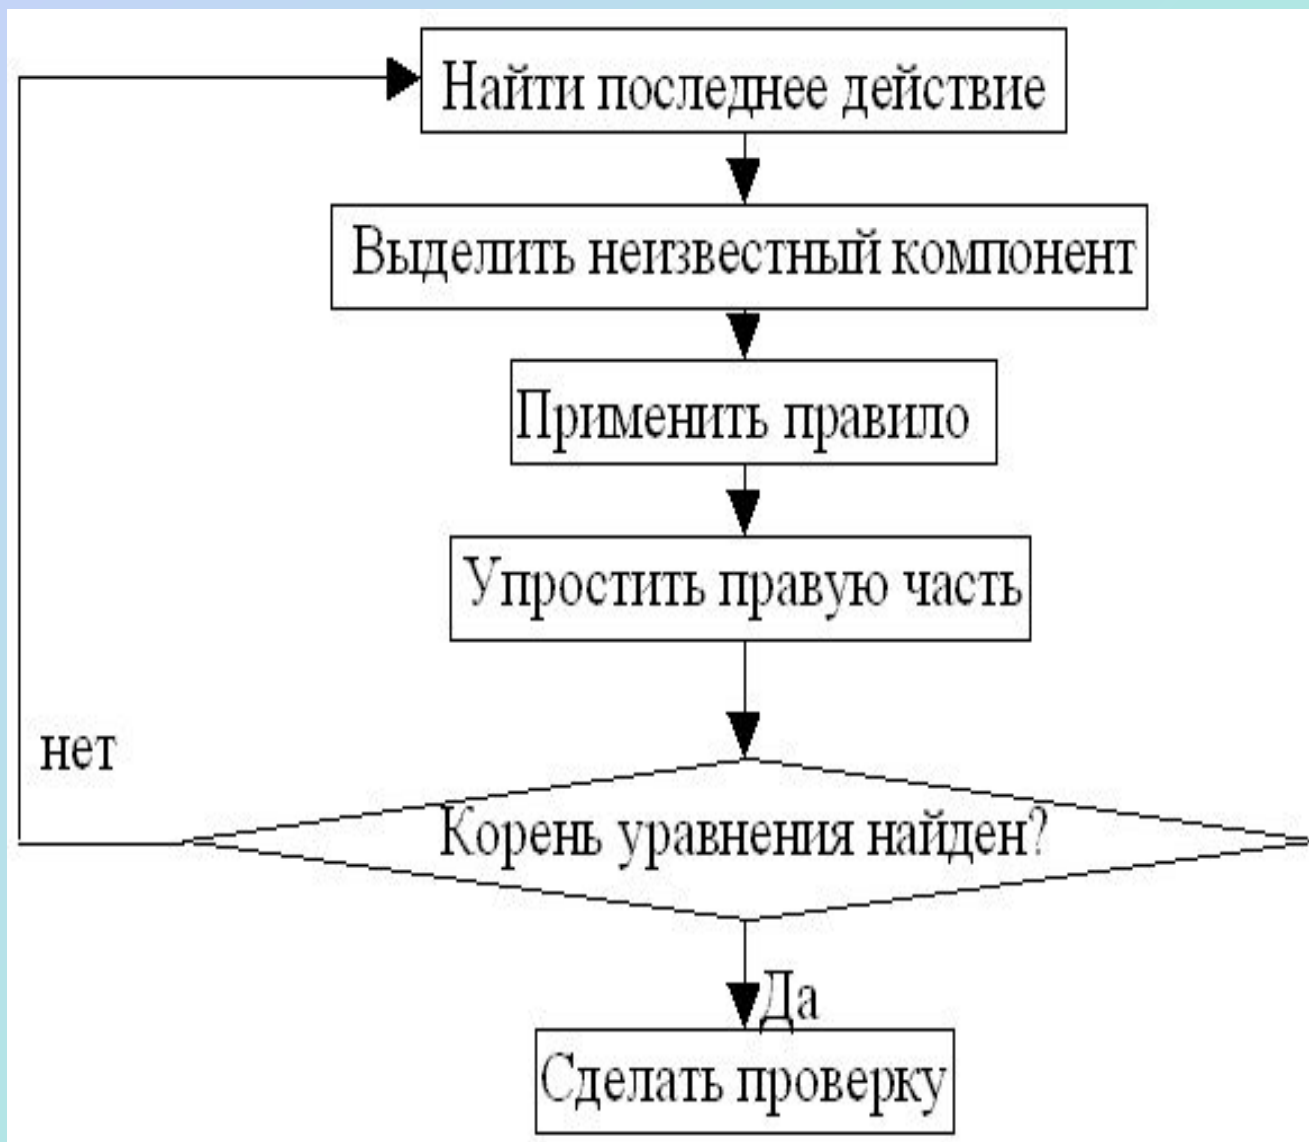 Найти последнее действие
Выделить неизвестный компонент
Применить правило
Упростить правую часть
нет
Корень уравнения найден?
Да
Сделать проверку